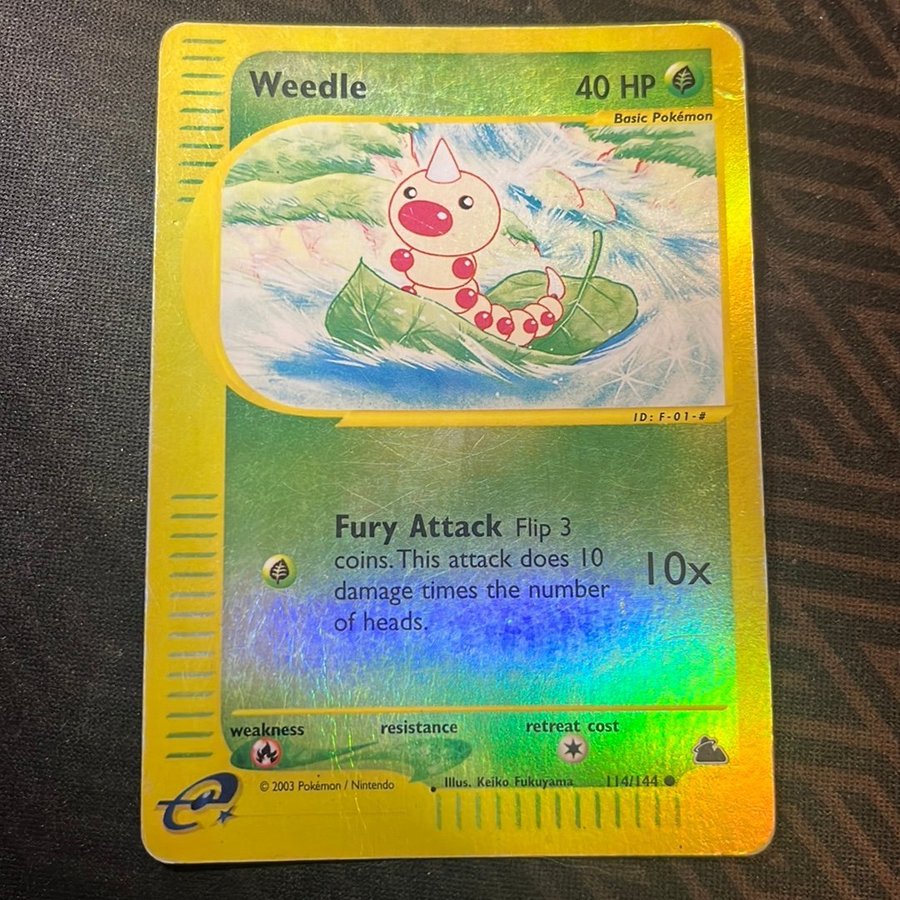 Weedle 40 HP
Basic Pokémon
ID: F-01-#
Fury Attack Flip 3
coins. This attack does 10
damage times the number
of heads.
10x
weakness resistance retreat cost
© 2003 Pokémon / Nintendo Illus. Keiko Fukuyama 114/144
e